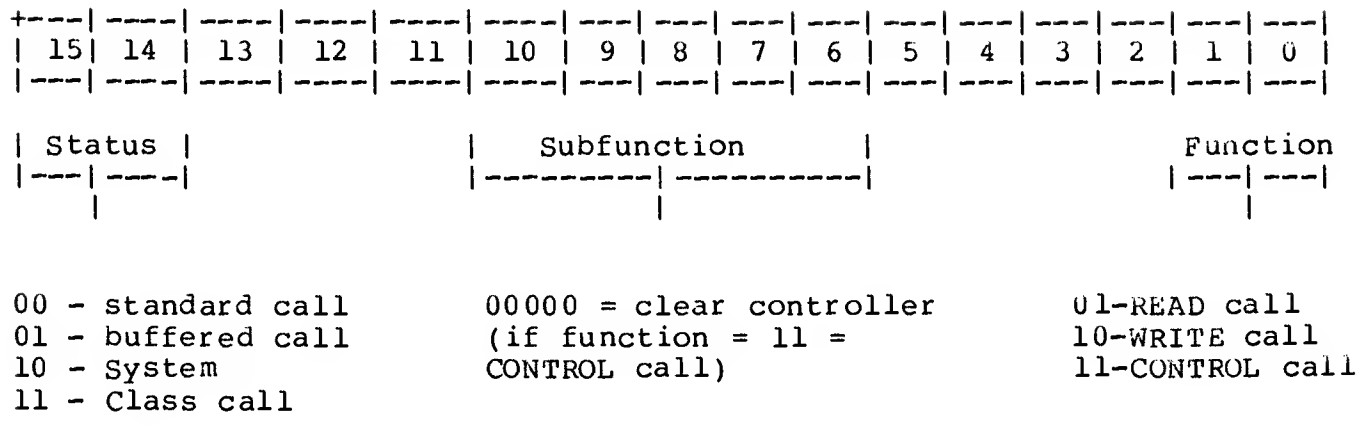 +---|----|----|----|----|----|---|---|---|---|---|---|---|---|---|---|
| 15| 14 | 13 | 12 | 11 | 10 | 9 | 8 | 7 | 6 | 5 | 4 | 3 | 2 | 1 | 0 |
|---|----|----|----|----|----|---|---|---|---|---|---|---|---|---|---|
| Status | | Subfunction | Function
|---|----| |---------|----------| |---|---|
| | |
00 - standard call 00000 = clear controller 01-READ call
01 - buffered call (if function = 11 = 10-WRITE call
10 - System CONTROL call) 11-CONTROL call
11 - Class call